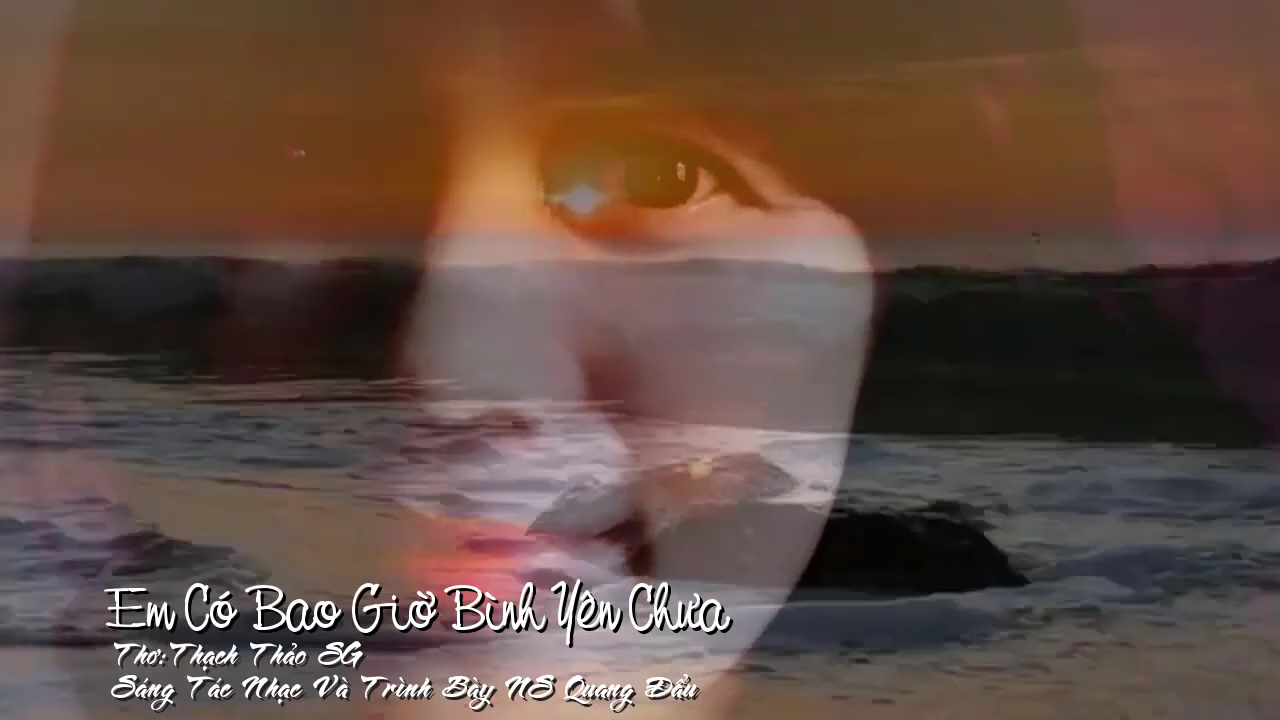 Em Có Bao Giờ Bình Yên Chưa
Thơ:Thạch Thảo SG
Sáng Tác Nhạc Và Trình Bày NS Quang Đẩu